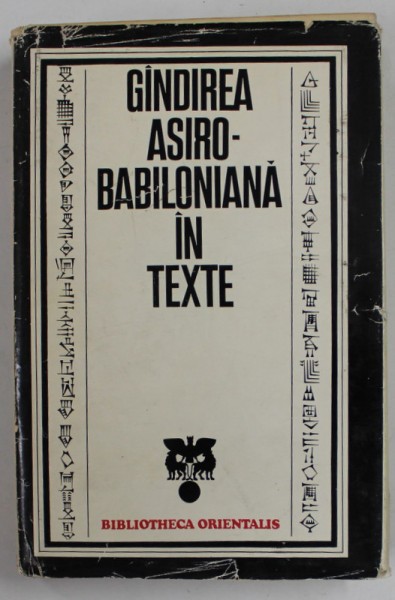 GÎNDIREA
ASIRO-
BABILONIANĂ
ÎN
TEXTE
BIBLIOTHECA ORIENTALIS